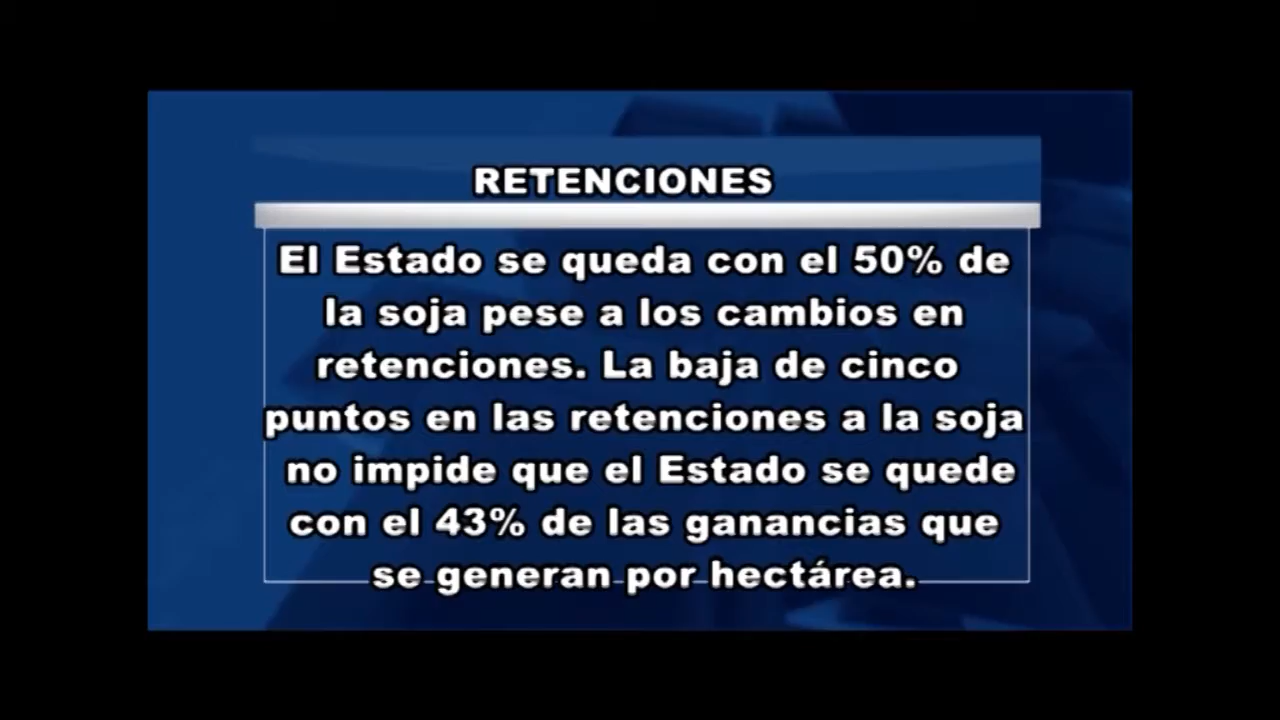 RETENCIONES
El Estado se queda con el 50% de
la soja pese a los cambios en
retenciones. La baja de cinco
puntos en las retenciones a la soja
no impide que el Estado se quede
con el 43% de las ganancias que
se generan por hectárea.